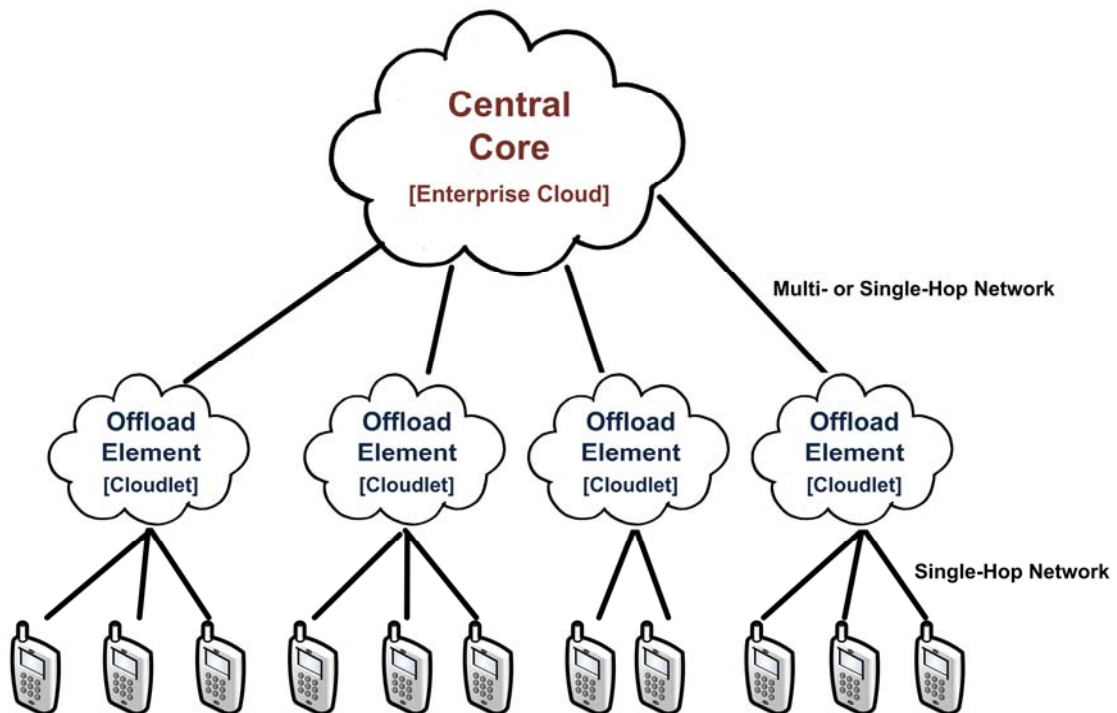 Central
Core
[Enterprise Cloud]
Multi- or Single-Hop Network
Offload
Element
[Cloudlet]
Offload
Element
[Cloudlet]
Offload
Element
[Cloudlet]
Offload
Element
[Cloudlet]
Single-Hop Network